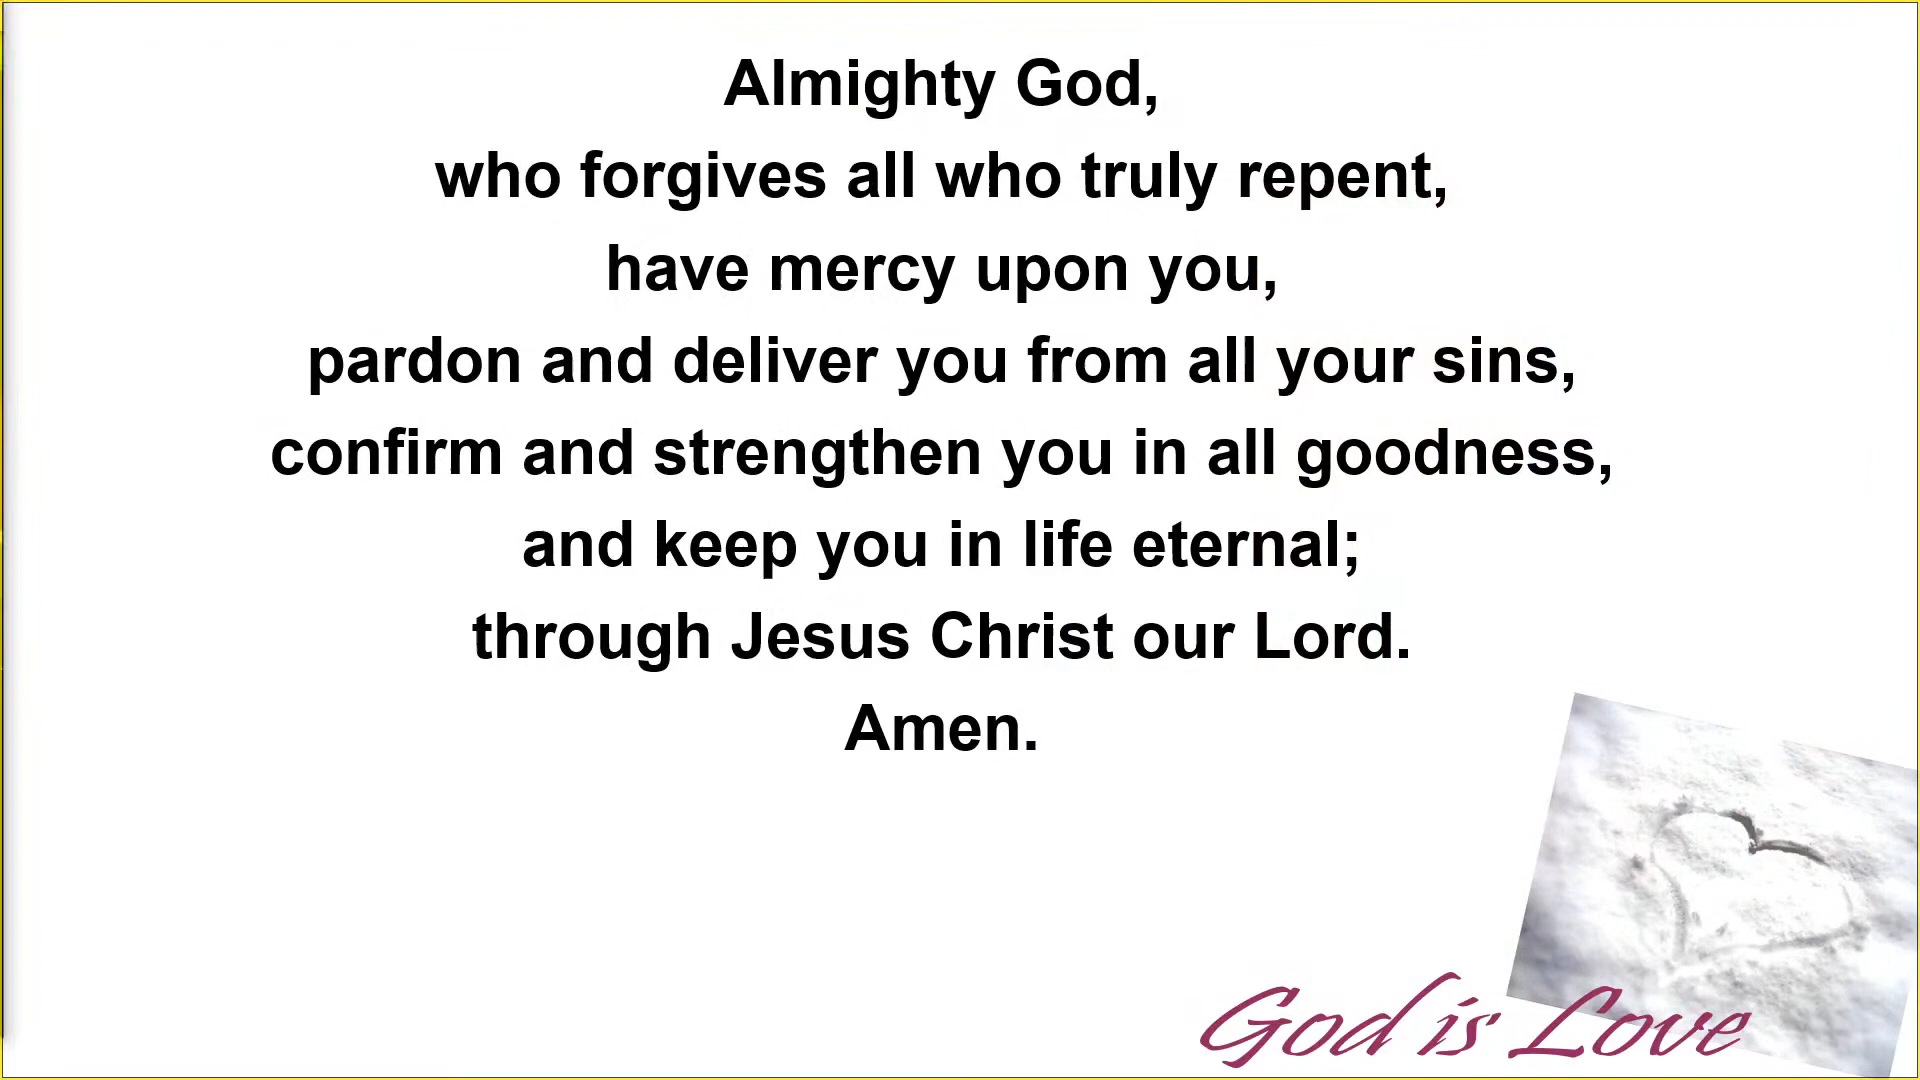 Almighty God,
who forgives all who truly repent,
have mercy upon you,
pardon and deliver you from all your sins,
confirm and strengthen you in all goodness,
and keep you in life eternal;
through Jesus Christ our Lord.
Amen.
God is Love